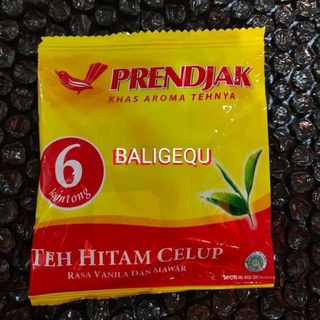 PRENDJAK
KHAS AROMA TEHNYA
6
kantong
BALIGEQU
TEH HITAM CELUP
RASA VANILA DAN MAWAR